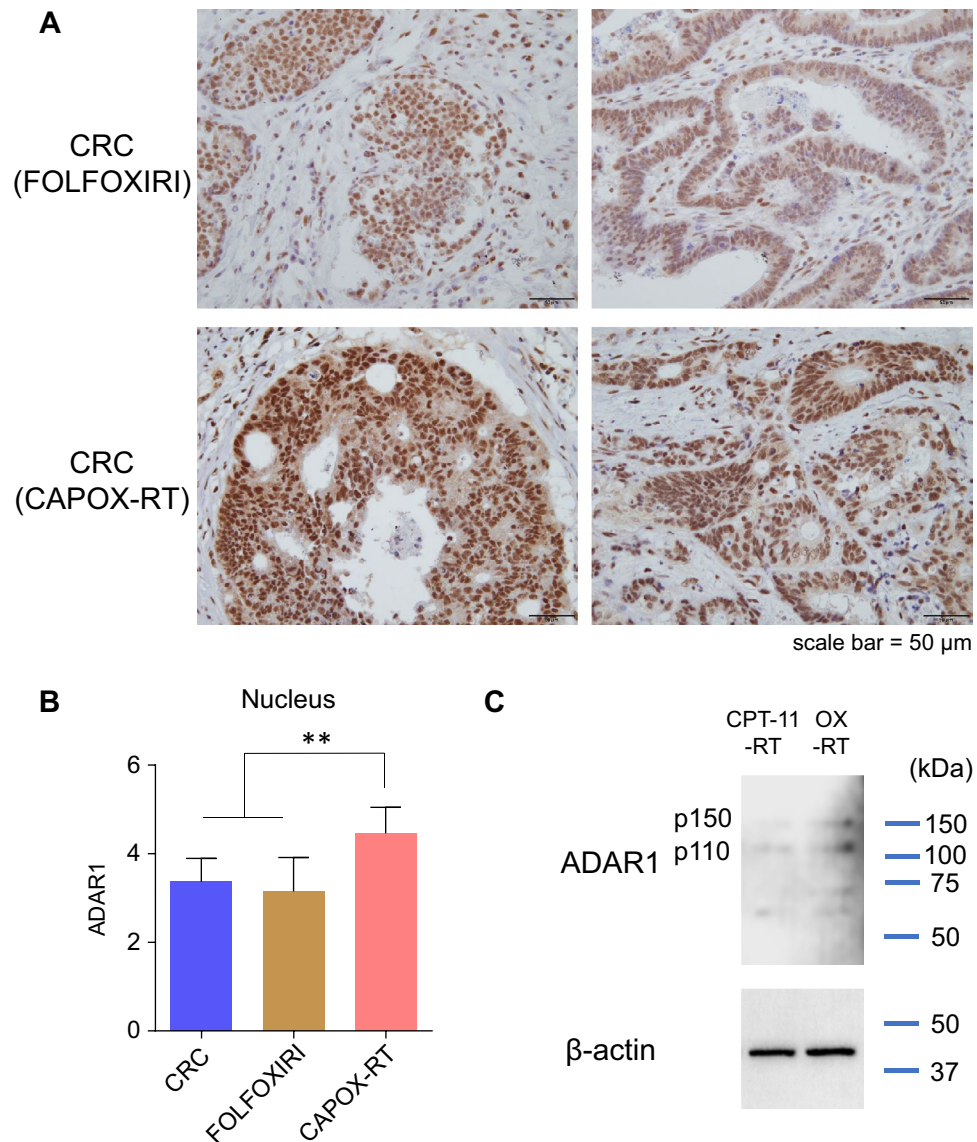 A
CRC
(FOLFOXIRI)
CRC
(CAPOX-RT)
scale bar = 50 μm
B
Nucleus
**
6
4
2
0
ADAR1
CRC
FOLFOXIRI
CAPOX-RT
C
CPT-11
-RT
OX
-RT
(kDa)
p150
p110
ADAR1
150
100
75
50
β-actin
50
37